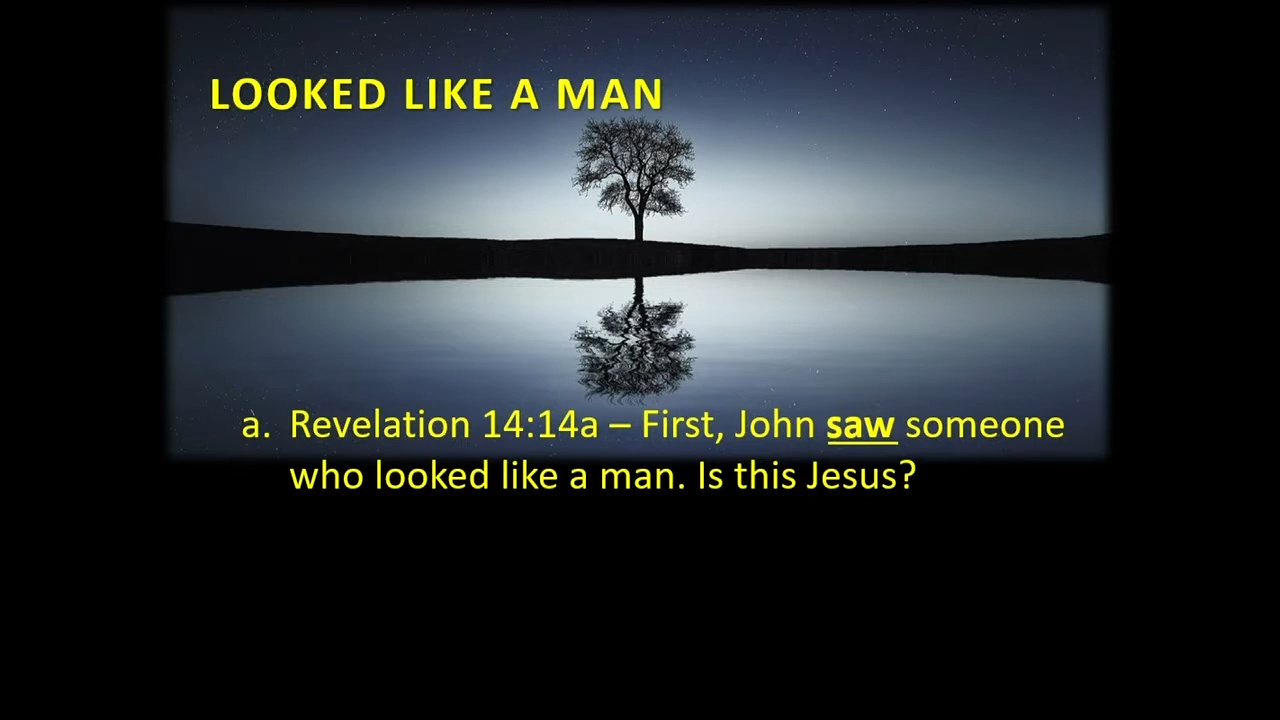 LOOKED LIKE A MAN
a. Revelation 14:14a – First, John saw someone
who looked like a man. Is this Jesus?